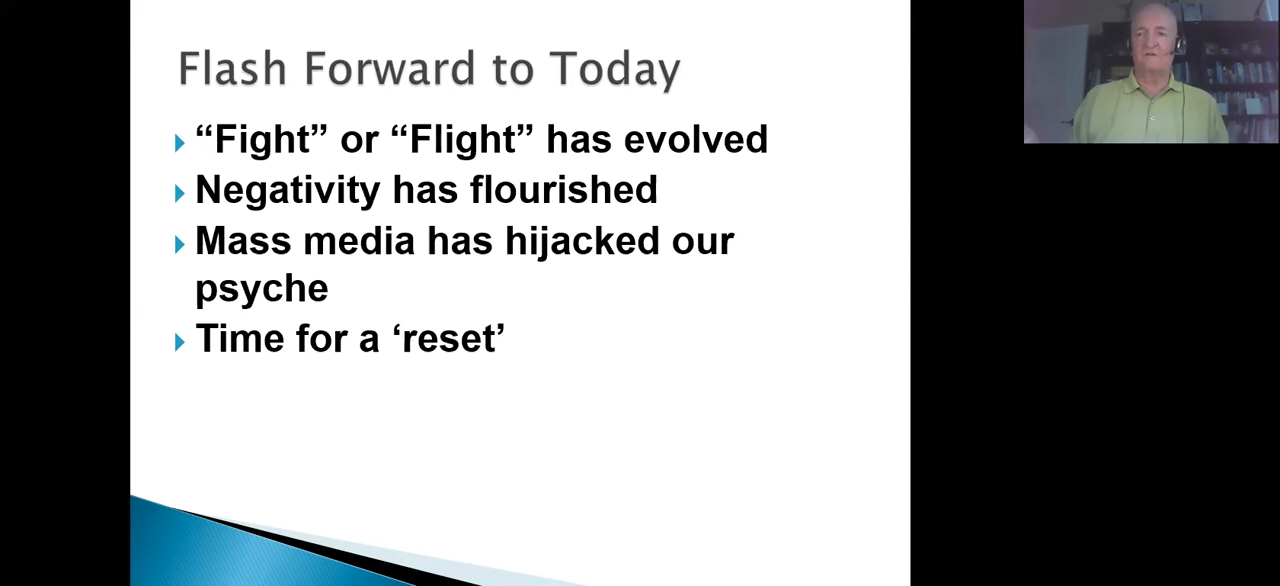 Flash Forward to Today
“Fight” or “Flight” has evolved
Negativity has flourished
Mass media has hijacked our
psyche
Time for a ‘reset’